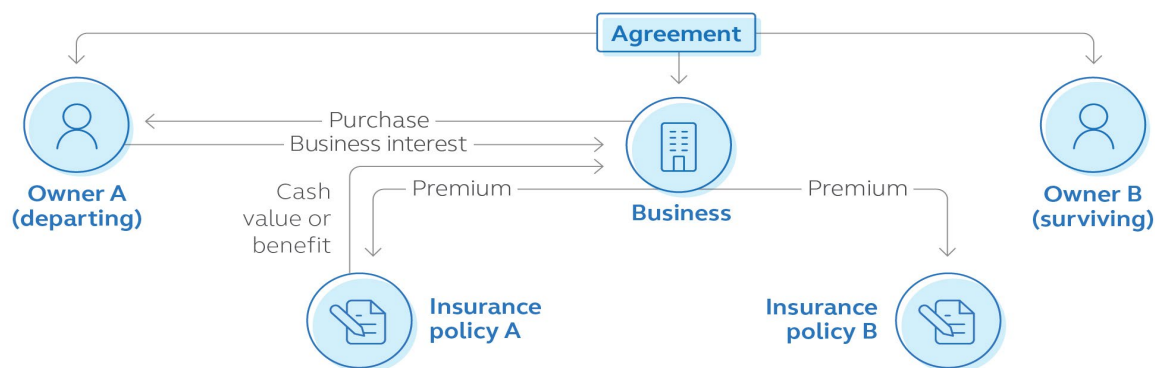 Agreement
Purchase
Business interest
Owner A
(departing)
Cash
value or
benefit
Premium
Business
Premium
Owner B
(surviving)
Insurance
policy A
Insurance
policy B